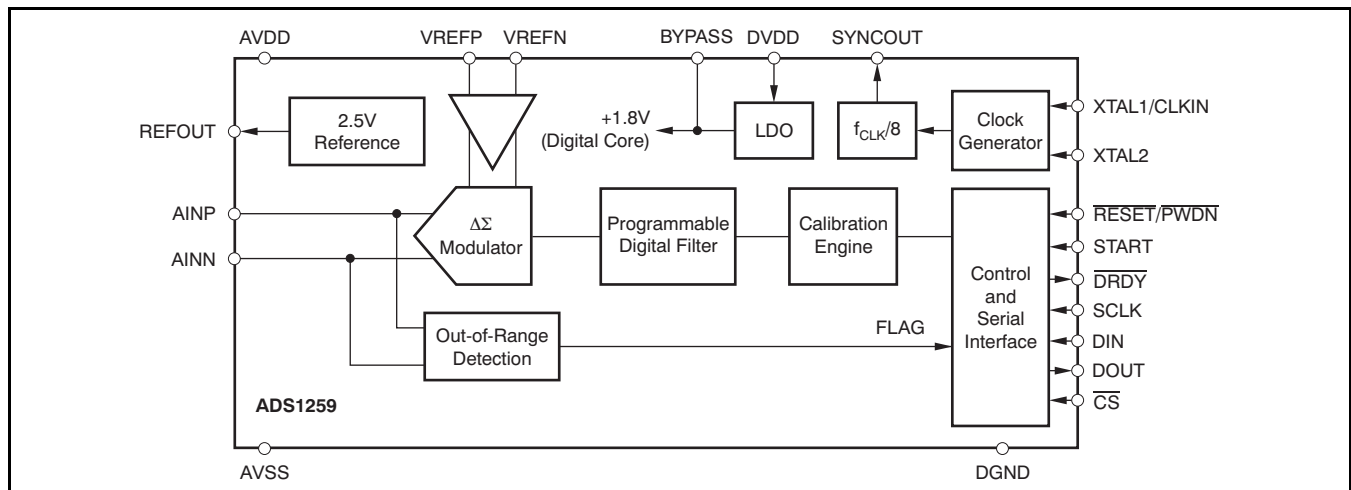 AVDD
VREFP
VREFN
BYPASS
DVDD
SYNCOUT
REFOUT
2.5V
Reference
+1.8V
(Digital Core)
LDO
fCLK/8
Clock
Generator
XTAL1/CLKIN
XTAL2
AINP
AINN
ΔΣ
Modulator
Programmable
Digital Filter
Calibration
Engine
Control
and
Serial
Interface
RESET/PWDN
START
DRDY
SCLK
DIN
DOUT
CS
Out-of-Range
Detection
FLAG
ADS1259
AVSS
DGND